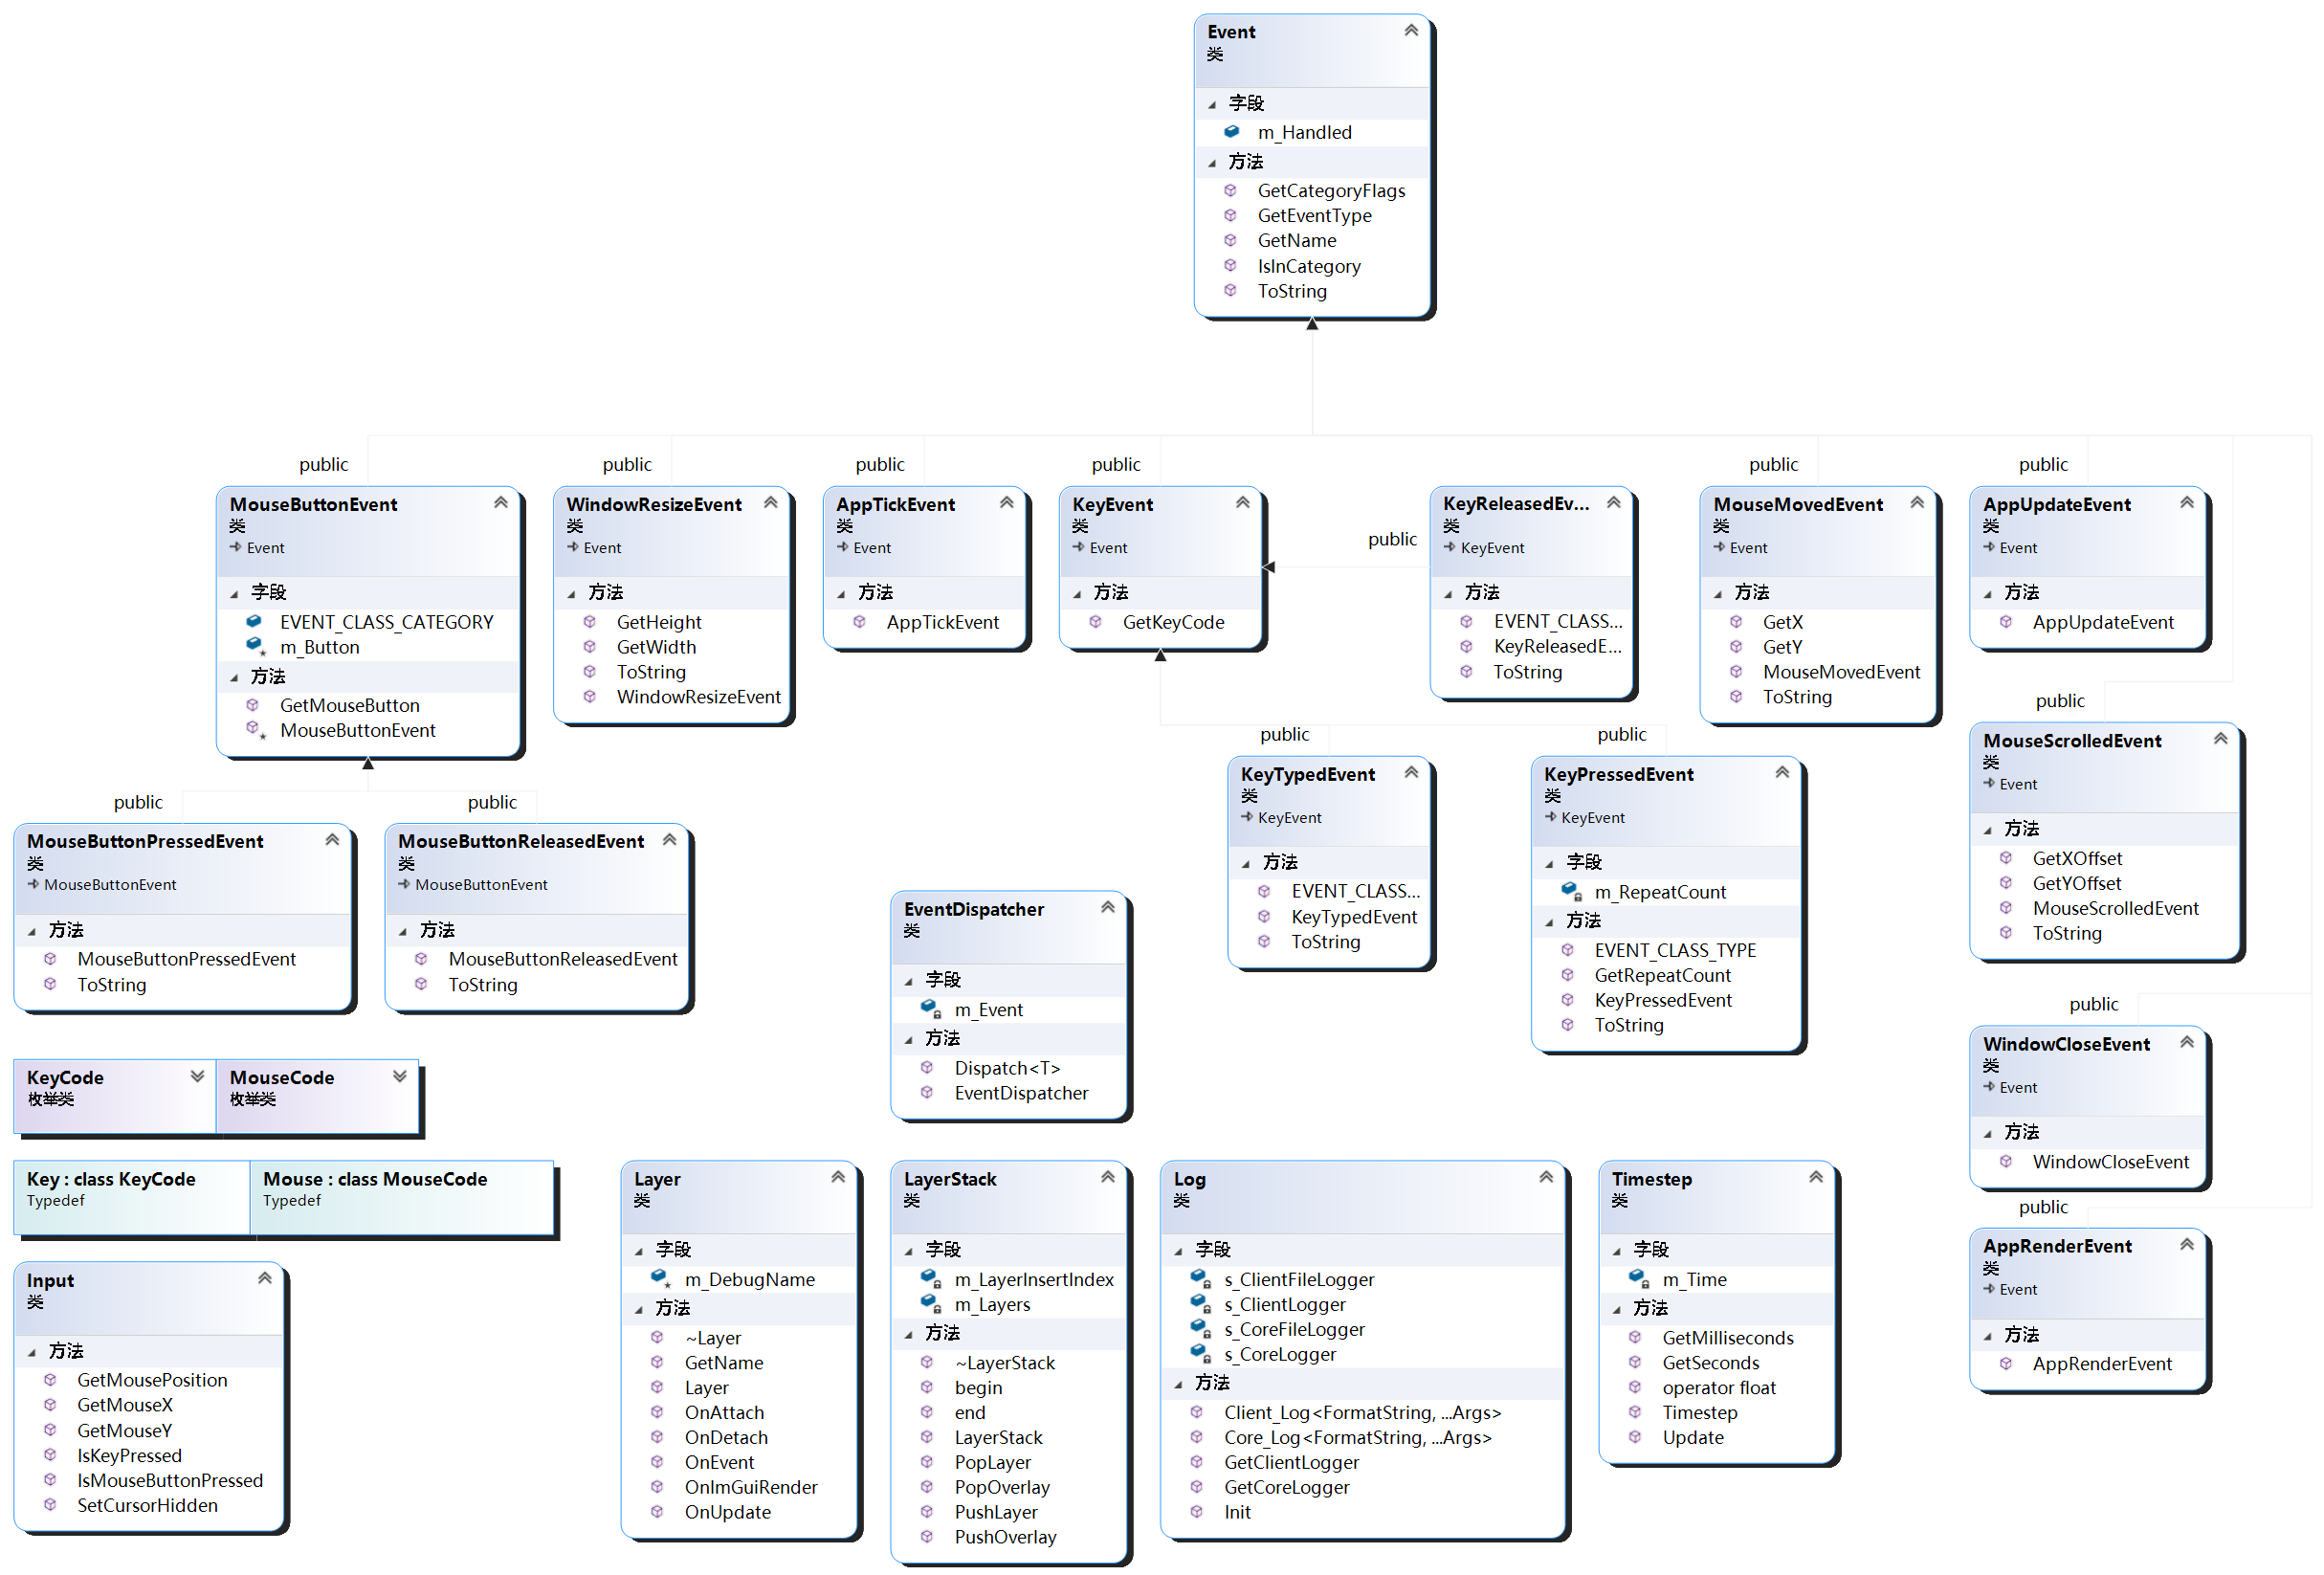 Event
类
字段
m_Handled
方法
GetCategoryFlags
GetEventType
GetName
IsInCategory
ToString
public
MouseButtonEvent
类
Event
字段
EVENT_CLASS_CATEGORY
m_Button
方法
GetMouseButton
MouseButtonEvent
public
WindowResizeEvent
类
Event
方法
GetHeight
GetWidth
ToString
WindowResizeEvent
public
AppTickEvent
类
Event
方法
AppTickEvent
public
KeyEvent
类
Event
方法
GetKeyCode
public
KeyReleasedEv...
类
KeyEvent
方法
EVENT_CLASS...
KeyReleasedE...
ToString
public
MouseMovedEvent
类
Event
方法
GetX
GetY
MouseMovedEvent
ToString
public
AppUpdateEvent
类
Event
方法
AppUpdateEvent
public
MouseButtonPressedEvent
类
MouseButtonEvent
方法
MouseButtonPressedEvent
ToString
public
MouseButtonReleasedEvent
类
MouseButtonEvent
方法
MouseButtonReleasedEvent
ToString
public
KeyTypedEvent
类
KeyEvent
方法
EVENT_CLASS...
KeyTypedEvent
ToString
public
KeyPressedEvent
类
KeyEvent
字段
m_RepeatCount
方法
EVENT_CLASS_TYPE
GetRepeatCount
KeyPressedEvent
ToString
public
MouseScrolledEvent
类
Event
方法
GetXOffset
GetYOffset
MouseScrolledEvent
ToString
EventDispatcher
类
字段
m_Event
方法
Dispatch<T>
EventDispatcher
public
WindowCloseEvent
类
Event
方法
WindowCloseEvent
KeyCode
枚举类
MouseCode
枚举类
Key : class KeyCode
Typedef
Mouse : class MouseCode
Typedef
Input
类
方法
GetMousePosition
GetMouseX
GetMouseY
IsKeyPressed
IsMouseButtonPressed
SetCursorHidden
Layer
类
字段
m_DebugName
方法
~Layer
GetName
Layer
OnAttach
OnDetach
OnEvent
OnImGuiRender
OnUpdate
LayerStack
类
字段
m_LayerInsertIndex
m_Layers
方法
~LayerStack
begin
end
LayerStack
PopLayer
PopOverlay
PushLayer
PushOverlay
Log
类
字段
s_ClientFileLogger
s_ClientLogger
s_CoreFileLogger
s_CoreLogger
方法
Client_Log<FormatString, ...Args>
Core_Log<FormatString, ...Args>
GetClientLogger
GetCoreLogger
Init
Timestep
类
字段
m_Time
方法
GetMilliseconds
GetSeconds
operator float
Timestep
Update
public
AppRenderEvent
类
Event
方法
AppRenderEvent